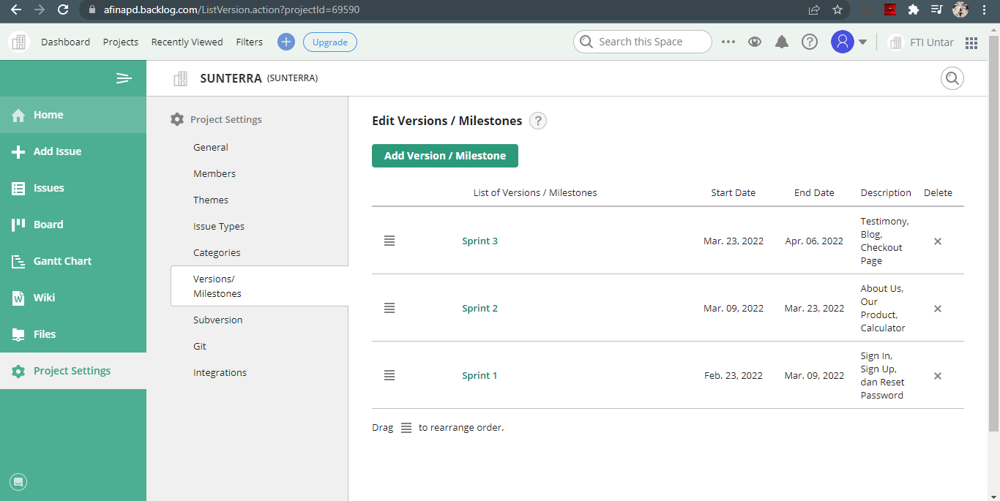 afinapd.backlog.com/ListVersion.action?projectId=69590
Dashboard Projects Recently Viewed Filters Upgrade Search this Space FTI Untar
SUNTERRA (SUNTERRA)
Home
Add Issue
Issues
Board
Gantt Chart
Wiki
Files
Project Settings
Project Settings
General
Members
Themes
Issue Types
Categories
Versions/
Milestones
Subversion
Git
Integrations
Edit Versions / Milestones ?
Add Version / Milestone
List of Versions / Milestones Start Date End Date Description Delete
Sprint 3 Mar. 23, 2022 Apr. 06, 2022 Testimony,
Blog,
Checkout
Page
Sprint 2 Mar. 09, 2022 Mar. 23, 2022 About Us,
Our
Product,
Calculator
Sprint 1 Feb. 23, 2022 Mar. 09, 2022 Sign In,
Sign Up,
dan Reset
Password
Drag to rearrange order.